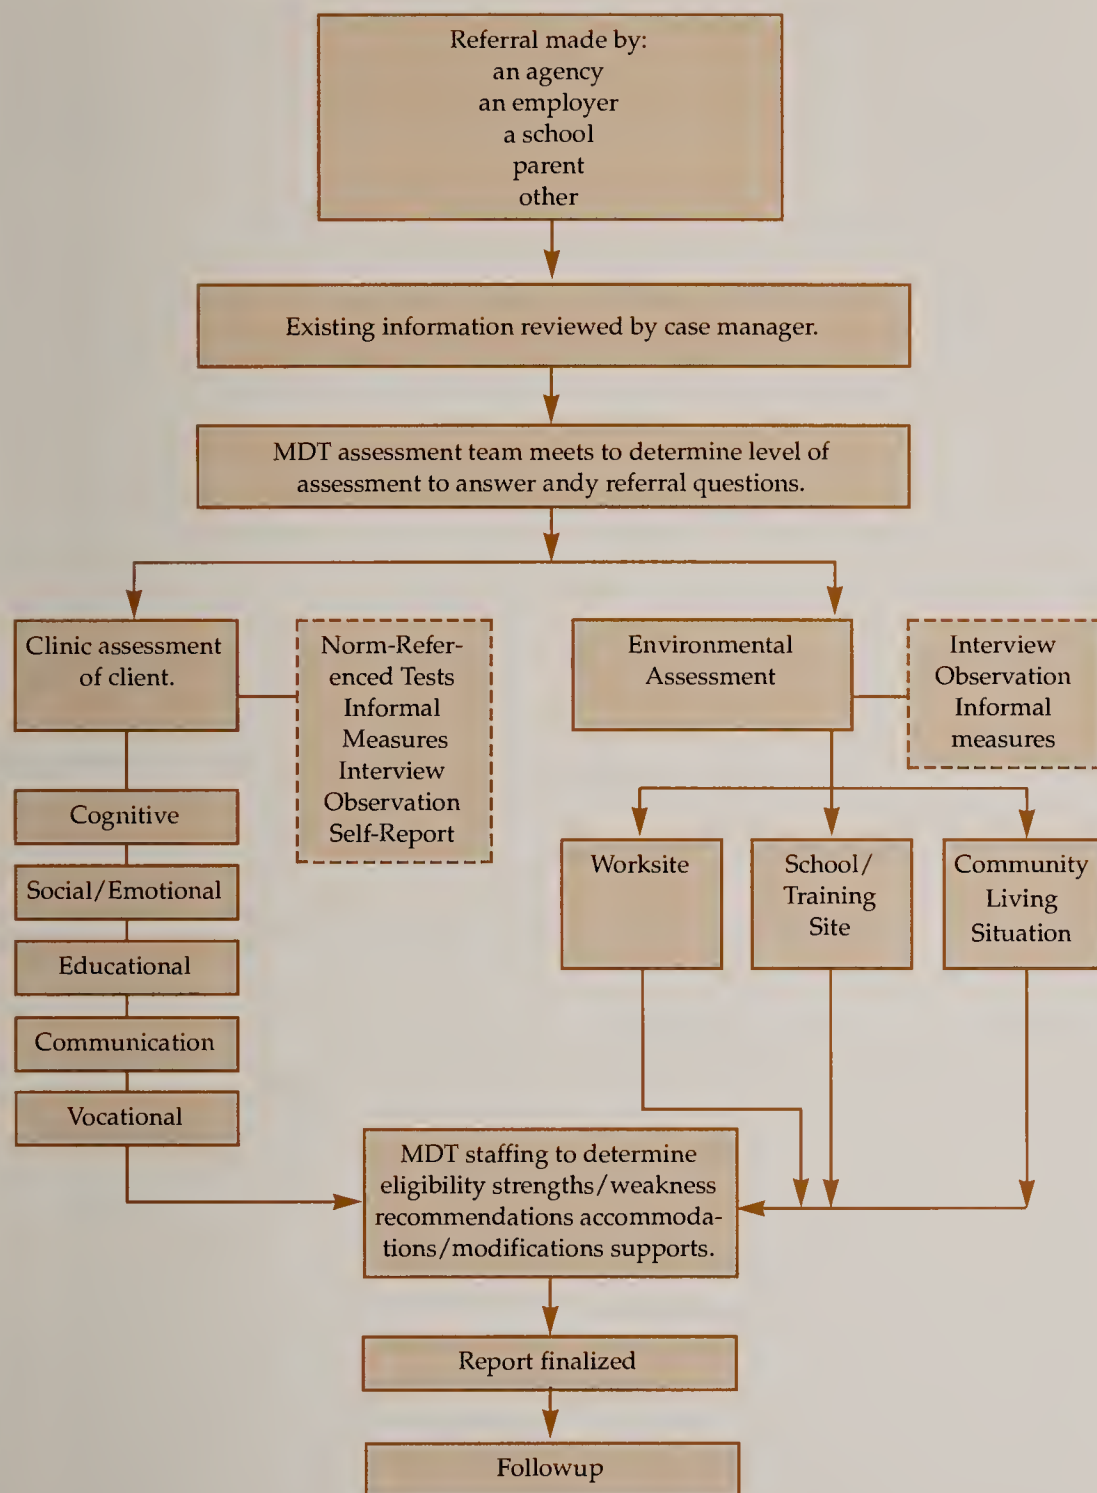 Referral made by:
an agency
an employer
a school
parent
other
Existing information reviewed by case manager.
MDT assessment team meets to determine level of
assessment to answer andy referral questions.
Clinic assessment
of client.
Norm-Refer-
enced Tests
Informal
Measures
Interview
Observation
Self-Report
Environmental
Assessment
Interview
Observation
Informal
measures
Cognitive
Social/Emotional
Educational
Communication
Vocational
Worksite
School/
Training
Site
Community
Living
Situation
MDT staffing to determine
eligibility strengths/weakness
recommendations accommoda-
tions/modifications supports.
Report finalized
Followup